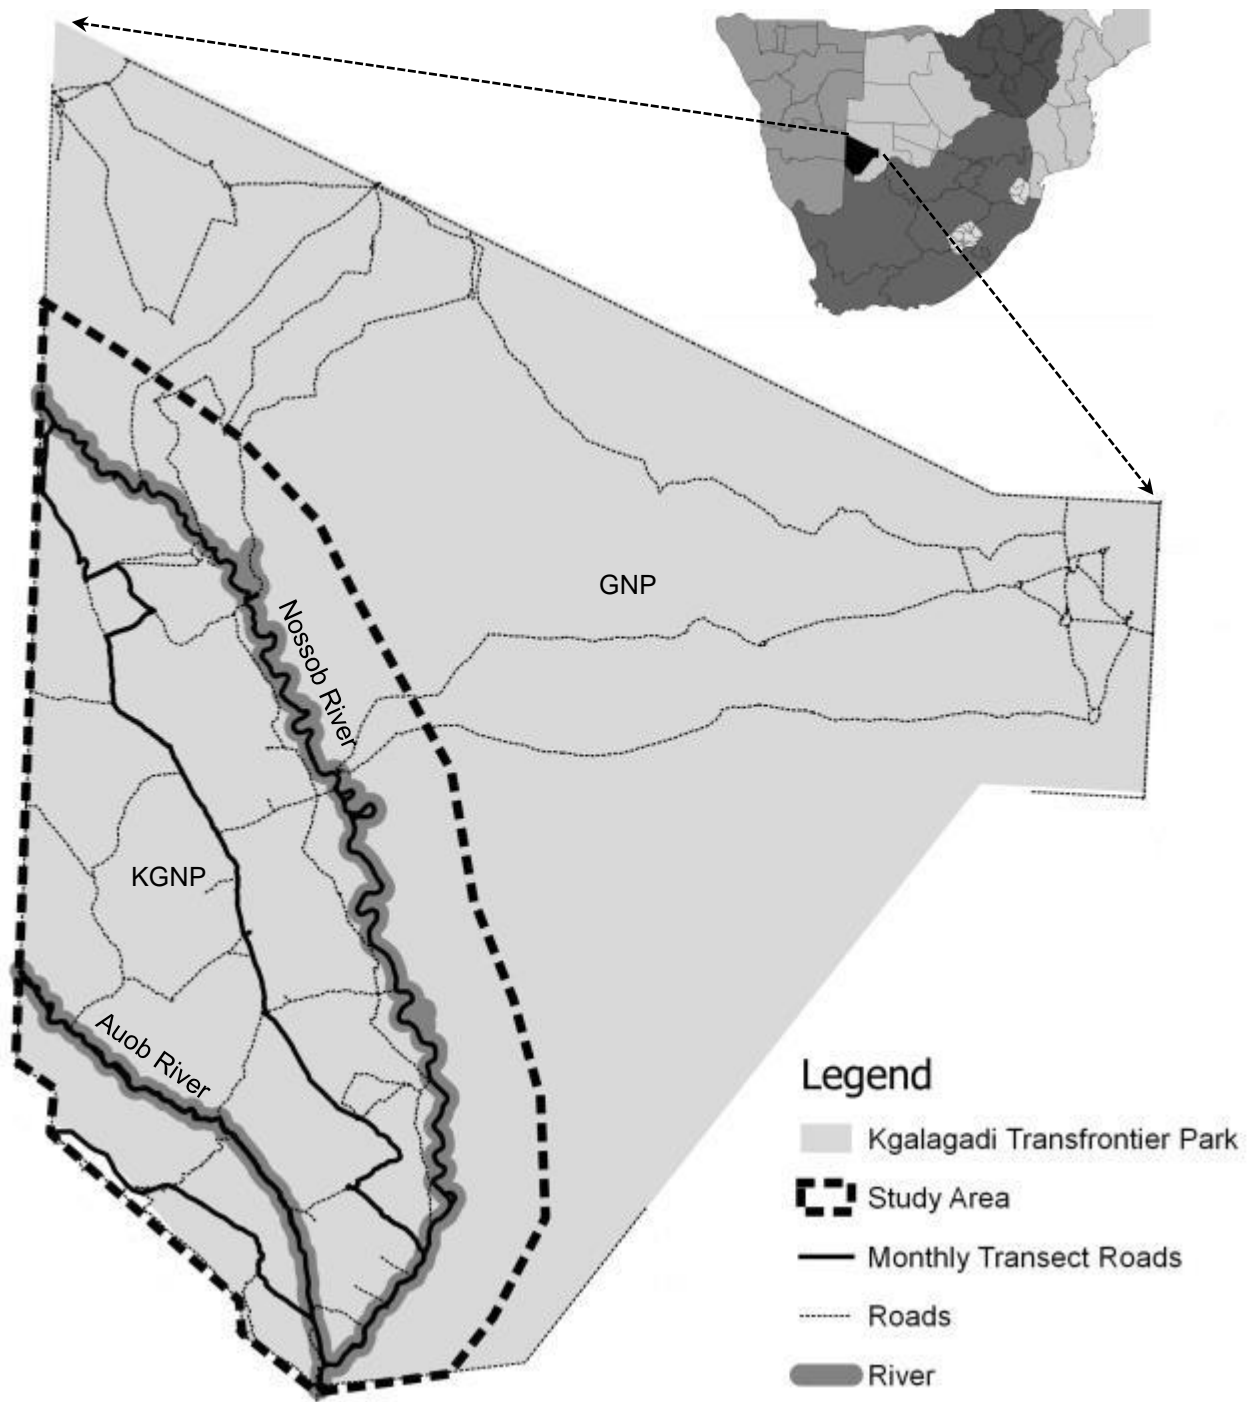 GNP
Nossob River
KGNP
Auob River
Legend
Kgalagadi Transfrontier Park
Study Area
Monthly Transect Roads
Roads
River